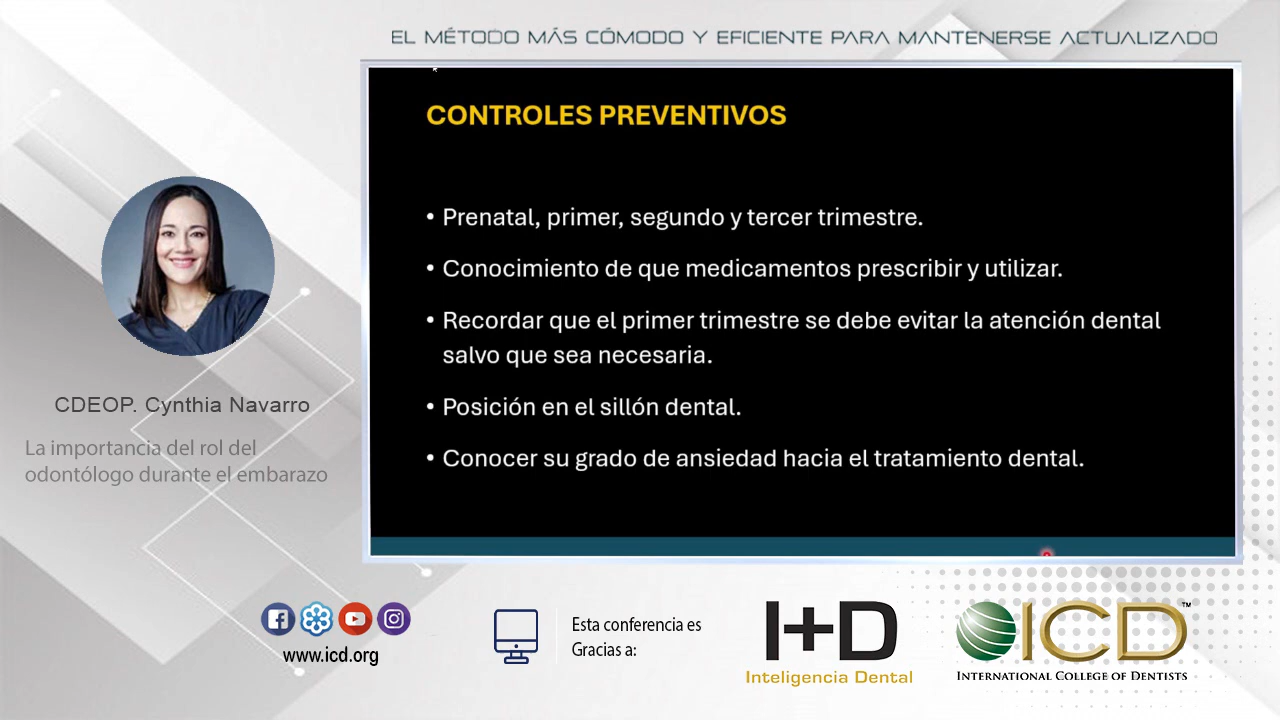 EL MÉTODO MÁS CÓMODO Y EFICIENTE PARA MANTENERSE ACTUALIZADO
CONTROLES PREVENTIVOS
• Prenatal, primer, segundo y tercer trimestre.
• Conocimiento de que medicamentos prescribir y utilizar.
• Recordar que el primer trimestre se debe evitar la atención dental
salvo que sea necesaria.
• Posición en el sillón dental.
• Conocer su grado de ansiedad hacia el tratamiento dental.
CDEOP. Cynthia Navarro
La importancia del rol del
odontólogo durante el embarazo
www.icd.org
Esta conferencia es
Gracias a:
I+D
Inteligencia Dental
ICD™
INTERNATIONAL COLLEGE OF DENTISTS